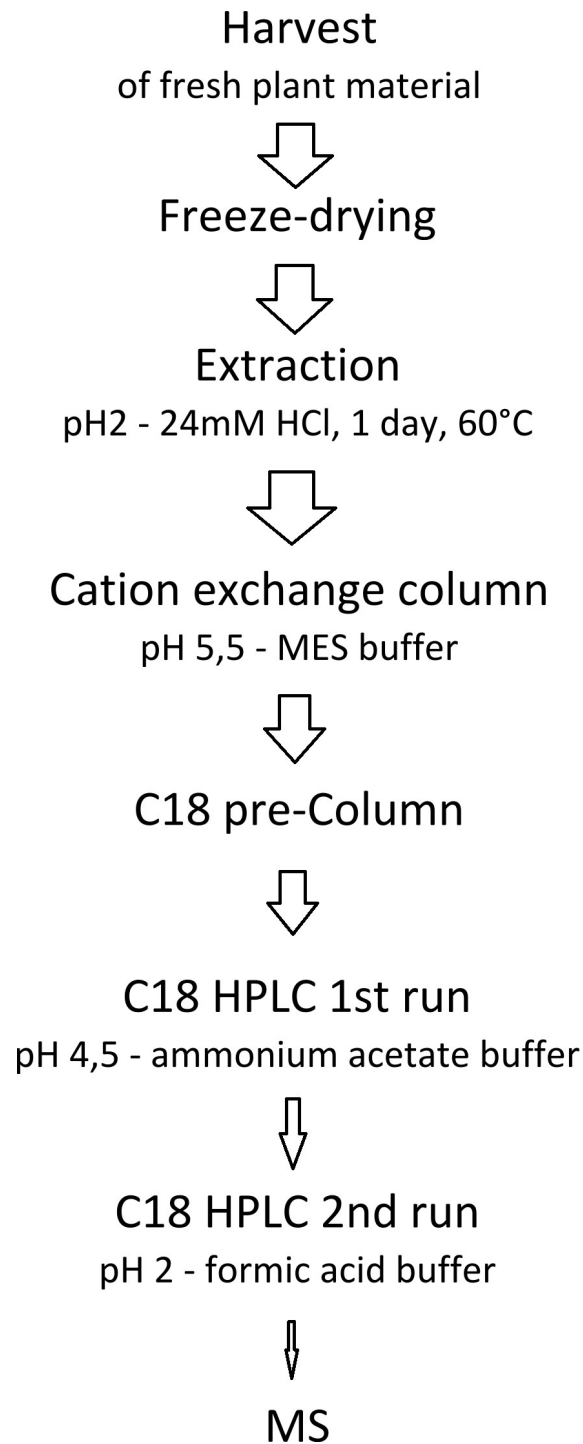 Harvest
of fresh plant material
Freeze-drying
Extraction
pH2 - 24mM HCl, 1 day, 60°C
Cation exchange column
pH 5,5 - MES buffer
C18 pre-Column
C18 HPLC 1st run
pH 4,5 - ammonium acetate buffer
C18 HPLC 2nd run
pH 2 - formic acid buffer
MS